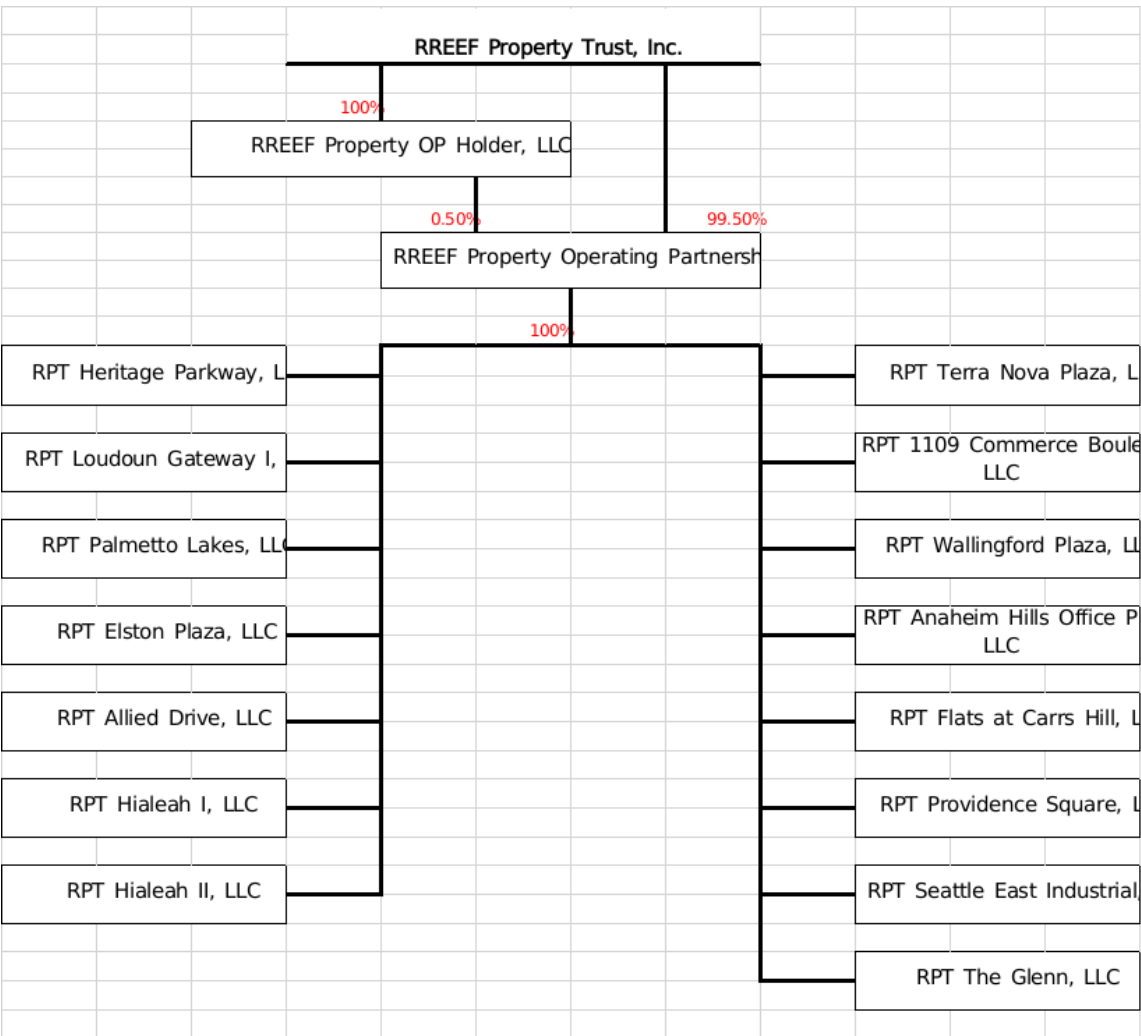 RREEF Property Trust, Inc.
100%
RREEF Property OP Holder, LLC
0.50%
99.50%
RREEF Property Operating Partnersh
100%
RPT Heritage Parkway, L
RPT Loudoun Gateway I,
RPT Palmetto Lakes, LLC
RPT Elston Plaza, LLC
RPT Allied Drive, LLC
RPT Hialeah I, LLC
RPT Hialeah II, LLC
RPT Terra Nova Plaza, L
RPT 1109 Commerce Boule
LLC
RPT Wallingford Plaza, LL
RPT Anaheim Hills Office P
LLC
RPT Flats at Carrs Hill, L
RPT Providence Square, L
RPT Seattle East Industrial,
RPT The Glenn, LLC